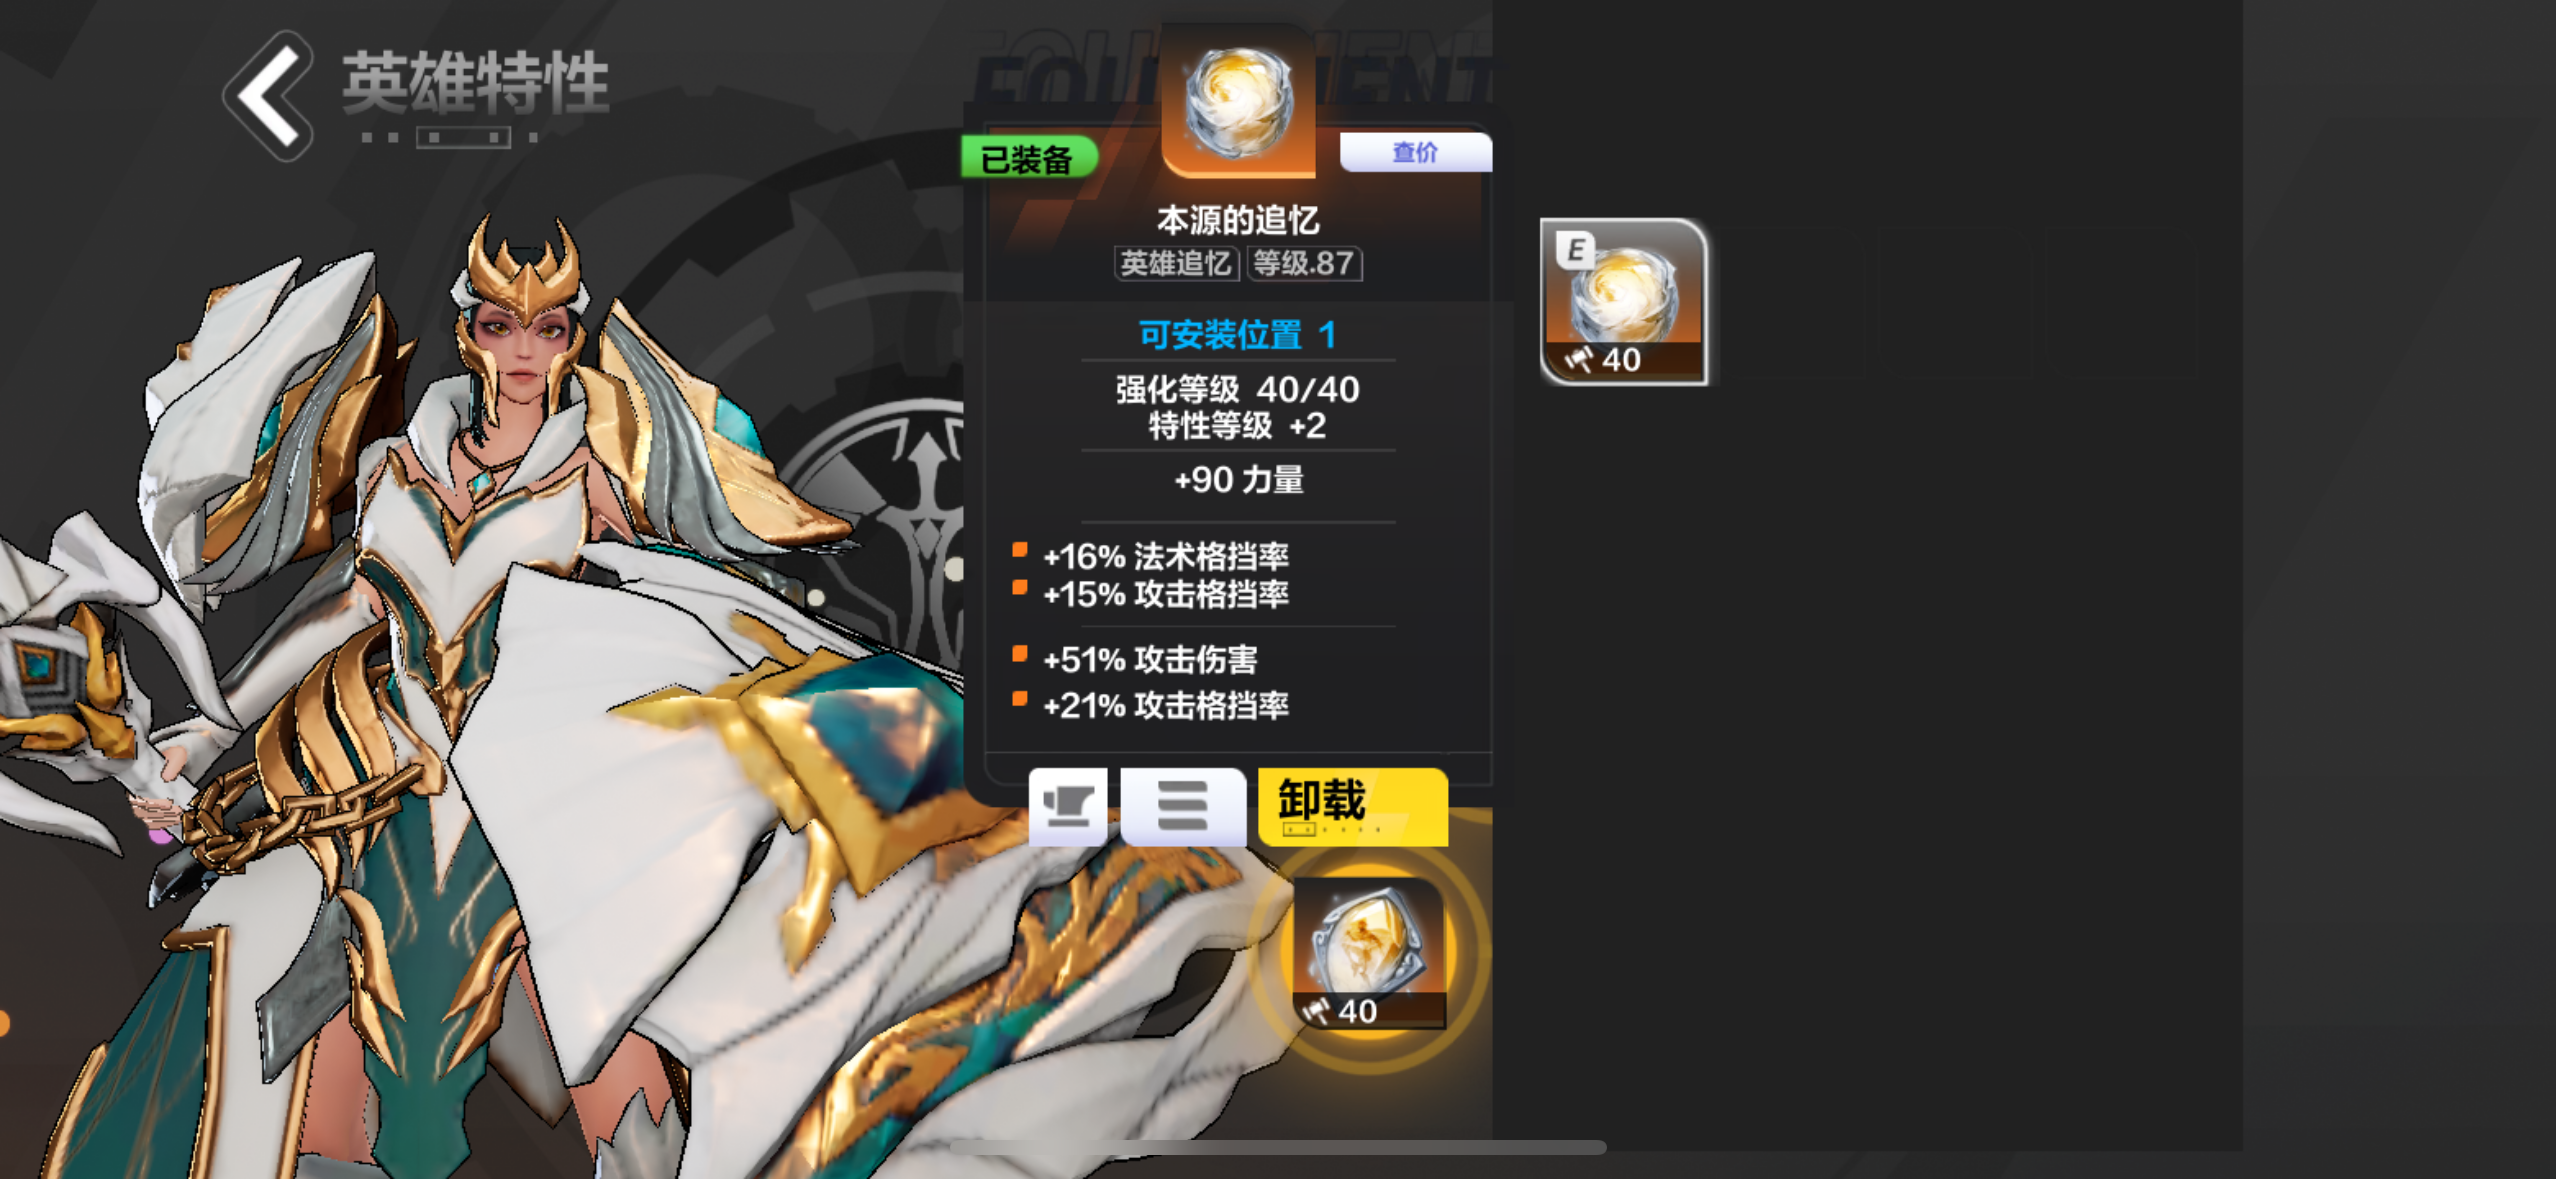 英雄特性
已装备
查价
本源的追忆
英雄追忆 等级.87
可安装位置 1
强化等级 40/40
特性等级 +2
+90 力量
+16% 法术格挡率
+15% 攻击格挡率
+51% 攻击伤害
+21% 攻击格挡率
卸载
40
E
40